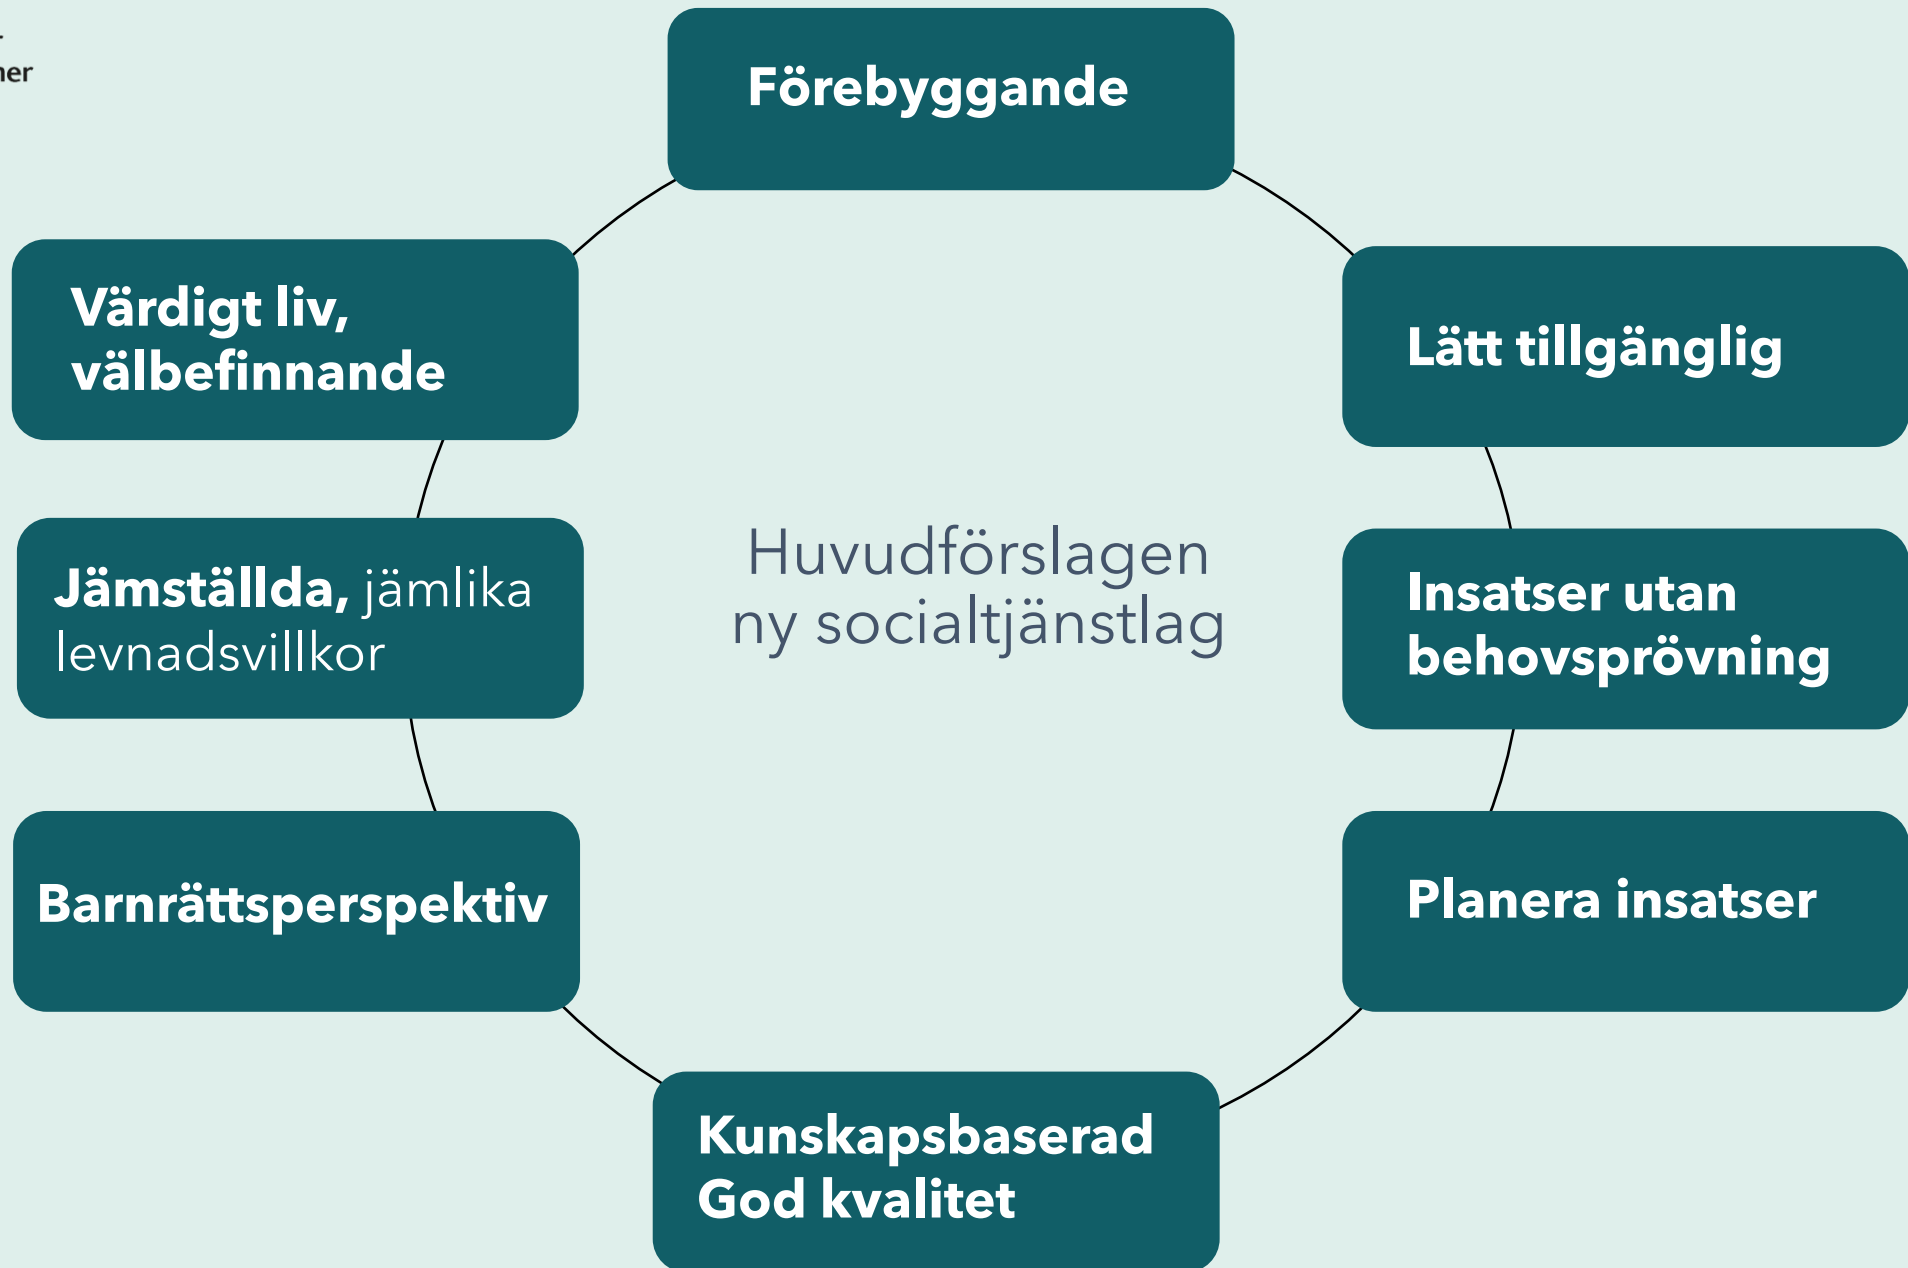 Förebyggande
Lätt tillgänglig
Insatser utan
behovsprövning
Planera insatser
Kunskapsbaserad
God kvalitet
Barnrättsperspektiv
Jämställda, jämlika
levnadsvillkor
Värdigt liv,
välbefinnande
Huvudförslagen
ny socialtjänstlag